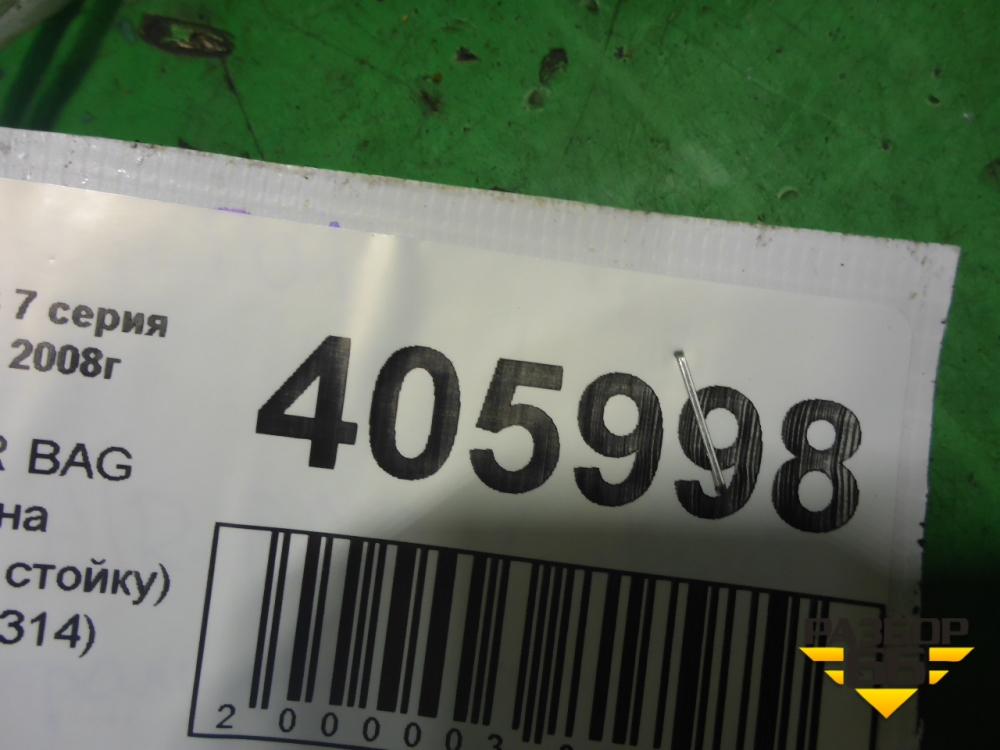 7 серия
2008г
405998
R BAG
на
стойку)
314)
2 0 0 0 0 0 3
РАЗБОР